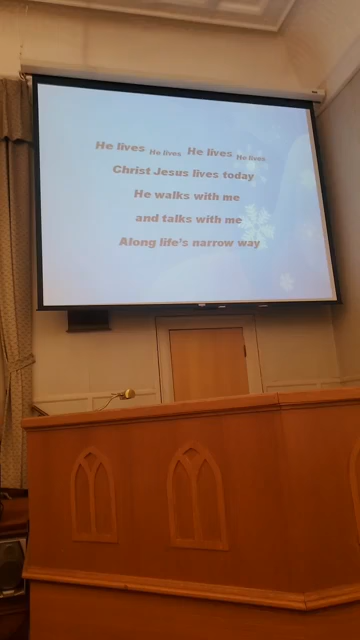 He lives He lives He lives He lives
Christ Jesus lives today
He walks with me
and talks with me
Along life's narrow way